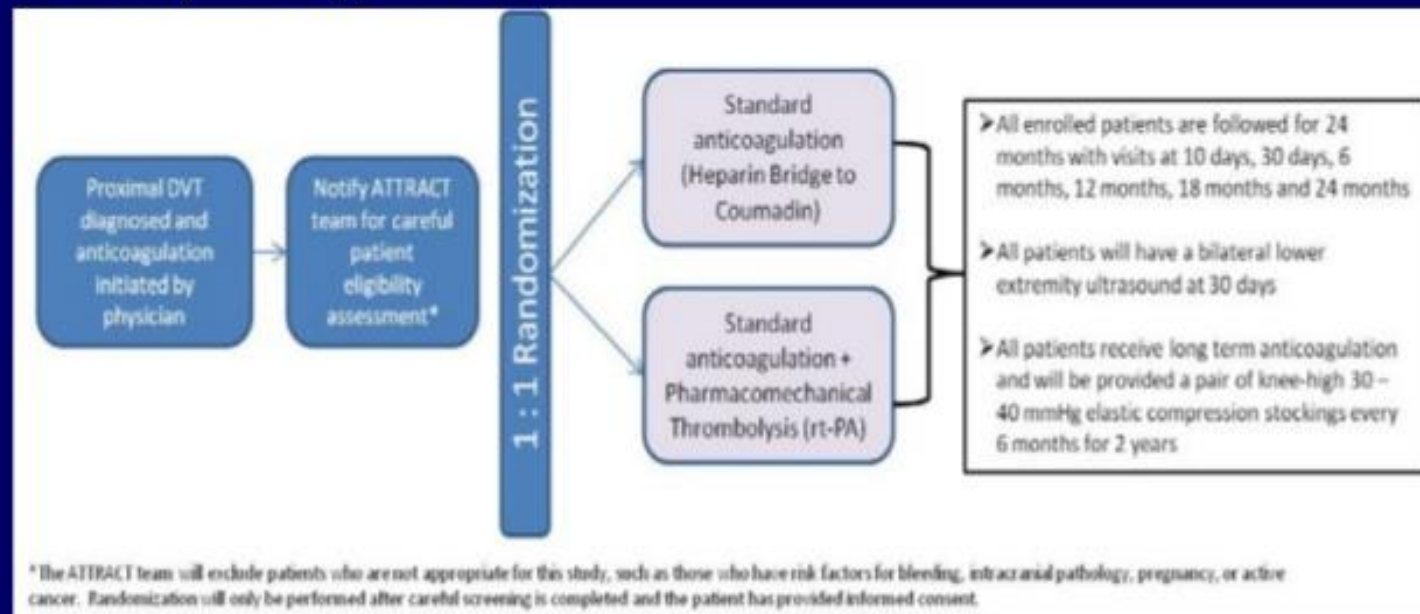 Proximal DVT
diagnosed and
anticoagulation
initiated by
physician
Notify ATTRACT
team for careful
patient
eligibility
assessment*
1 : 1 Randomization
Standard
anticoagulation
(Heparin Bridge to
Coumadin)
Standard
anticoagulation +
Pharmacomechanical
Thrombolysis (rt-PA)
➢All enrolled patients are followed for 24
months with visits at 10 days, 30 days, 6
months, 12 months, 18 months and 24 months
➢All patients will have a bilateral lower
extremity ultrasound at 30 days
➢All patients receive long term anticoagulation
and will be provided a pair of knee-high 30 –
40 mmHg elastic compression stockings every
6 months for 2 years
*The ATTRACT team will exclude patients who are not appropriate for this study, such as those who have risk factors for bleeding, intracranial pathology, pregnancy, or active
cancer. Randomization will only be performed after careful screening is completed and the patient has provided informed consent.